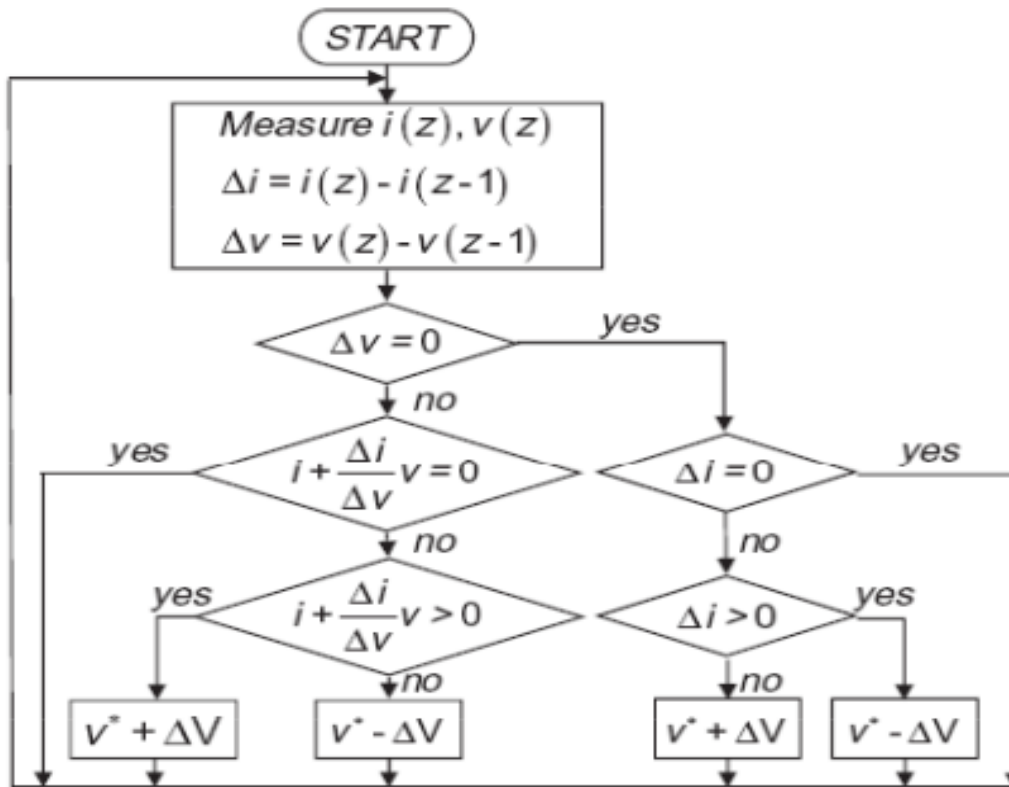 START
Measure i(z), v(z)
Δi = i(z) - i(z-1)
Δv = v(z) - v(z-1)
Δv = 0
yes
no
yes
i + Δi/Δv v = 0
Δi = 0
yes
no
no
yes
i + Δi/Δv v > 0
Δi > 0
yes
no
no
v* + ΔV
v* - ΔV
v* + ΔV
v* - ΔV